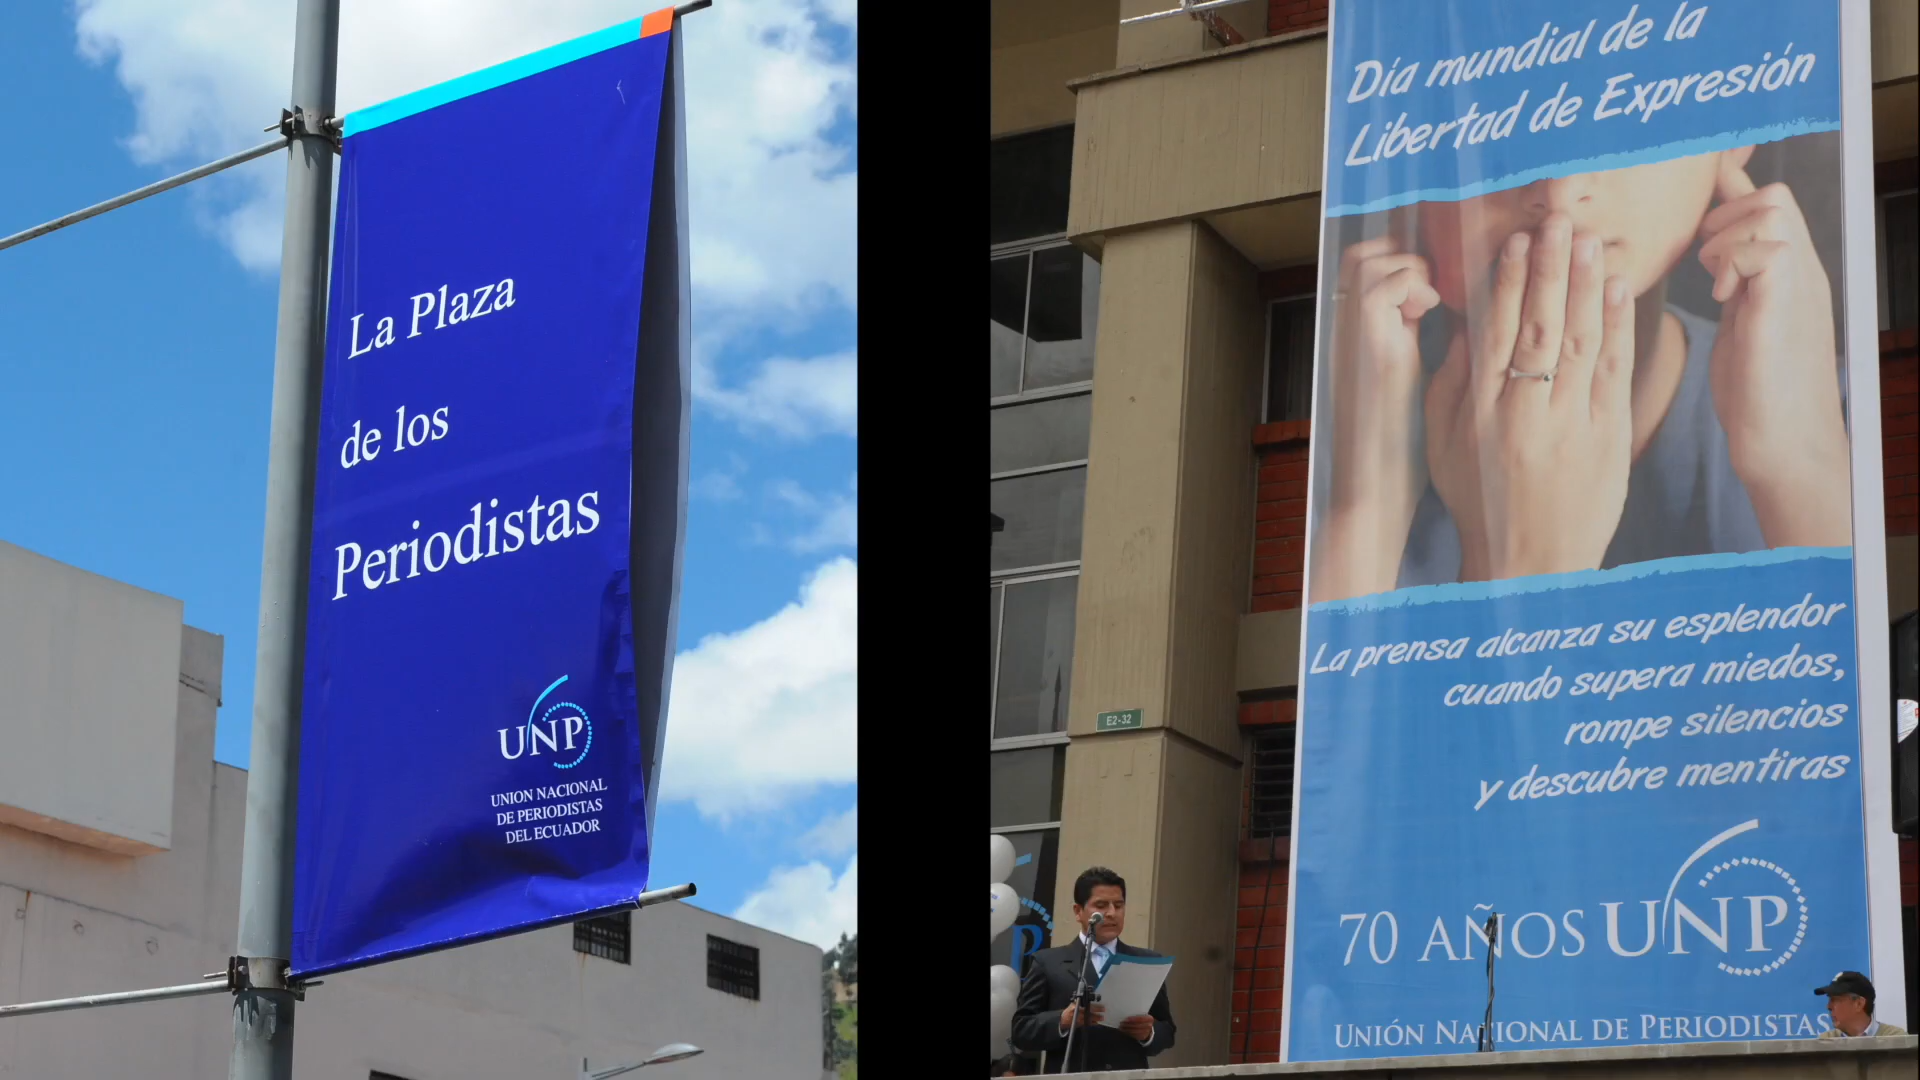 La Plaza
de los
Periodistas
UNP
UNION NACIONAL
DE PERIODISTAS
DEL ECUADOR
Día mundial de la
Libertad de Expresión
La prensa alcanza su esplendor
cuando supera miedos,
rompe silencios
y descubre mentiras
E2-32
70 AÑOS UNP
UNIÓN NACIONAL DE PERIODISTAS